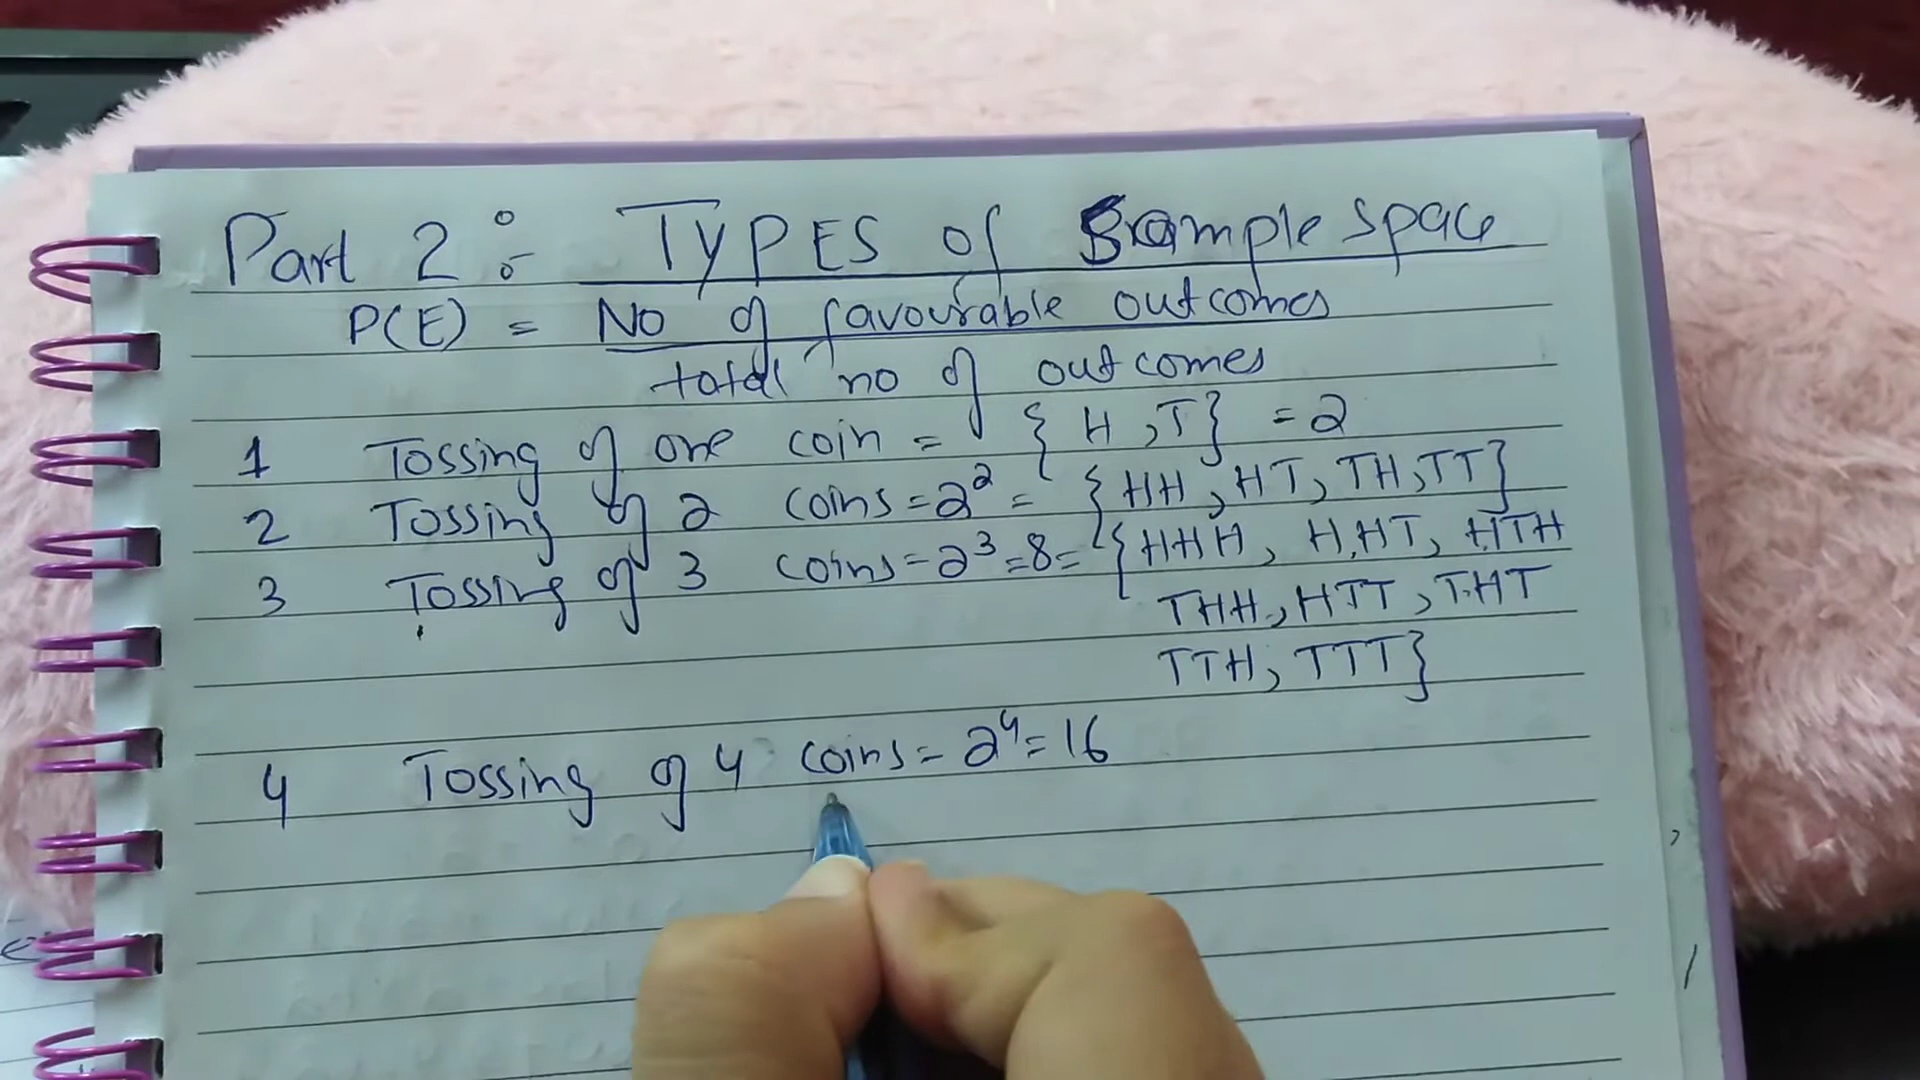 Part 2 : TYPES of Sample space
P(E) = No of favourable outcomes
total no of outcomes
1 Tossing of one coin = { H , T } = 2
2 Tossing of 2 coins = 2² = { HH , HT , TH , TT }
3 Tossing of 3 coins = 2³ = 8 = { HHH , HHT , HTH
THH , HTT , THT
TTH , TTT }
4 Tossing of 4 coins = 2⁴ = 16